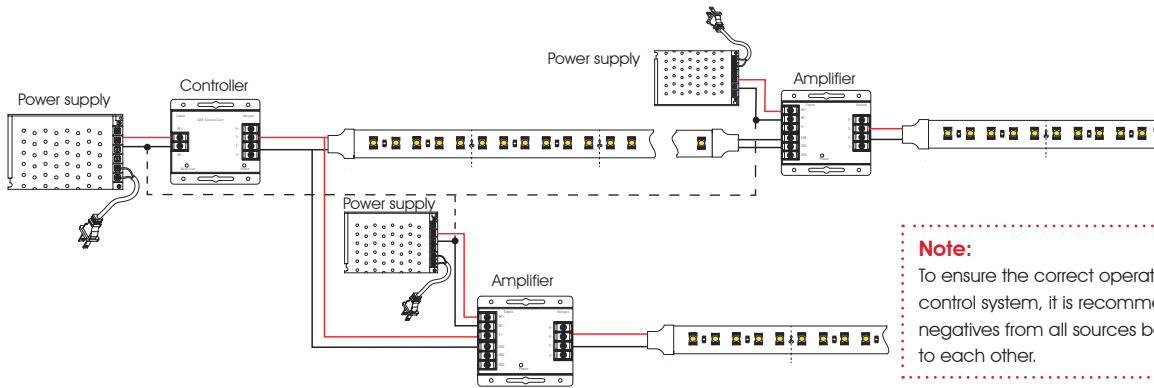 Power supply
Controller
Power supply
Amplifier
Power supply
Amplifier
Note:
To ensure the correct operat
control system, it is recomme
negatives from all sources b
to each other.